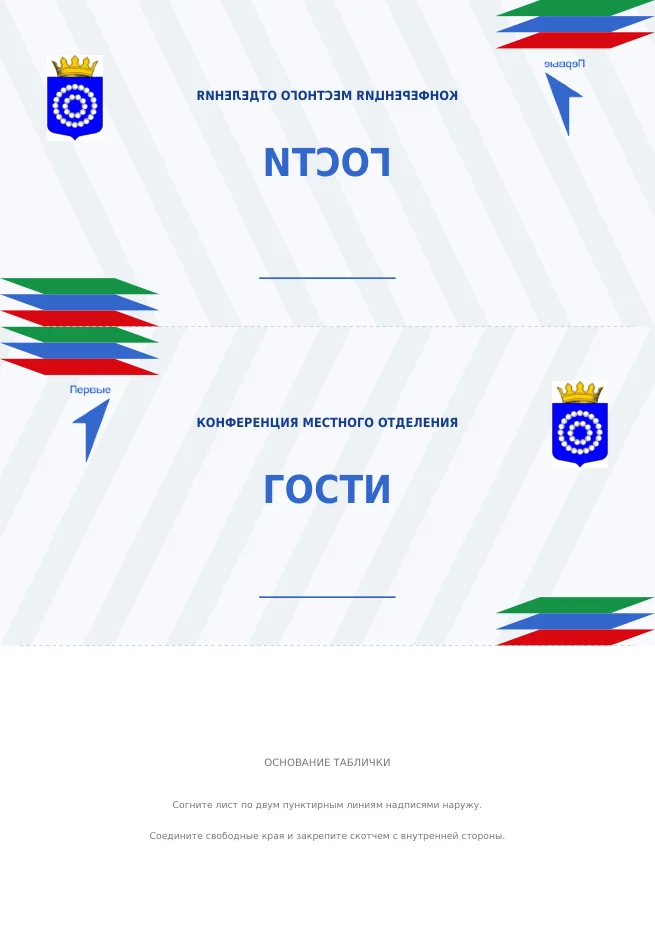 Первые
КОНФЕРЕНЦИЯ МЕСТНОГО ОТДЕЛЕНИЯ
ГОСТИ
Первые
КОНФЕРЕНЦИЯ МЕСТНОГО ОТДЕЛЕНИЯ
ГОСТИ
ОСНОВАНИЕ ТАБЛИЧКИ
Согните лист по двум пунктирным линиям надписями наружу.
Соедините свободные края и закрепите скотчем с внутренней стороны.